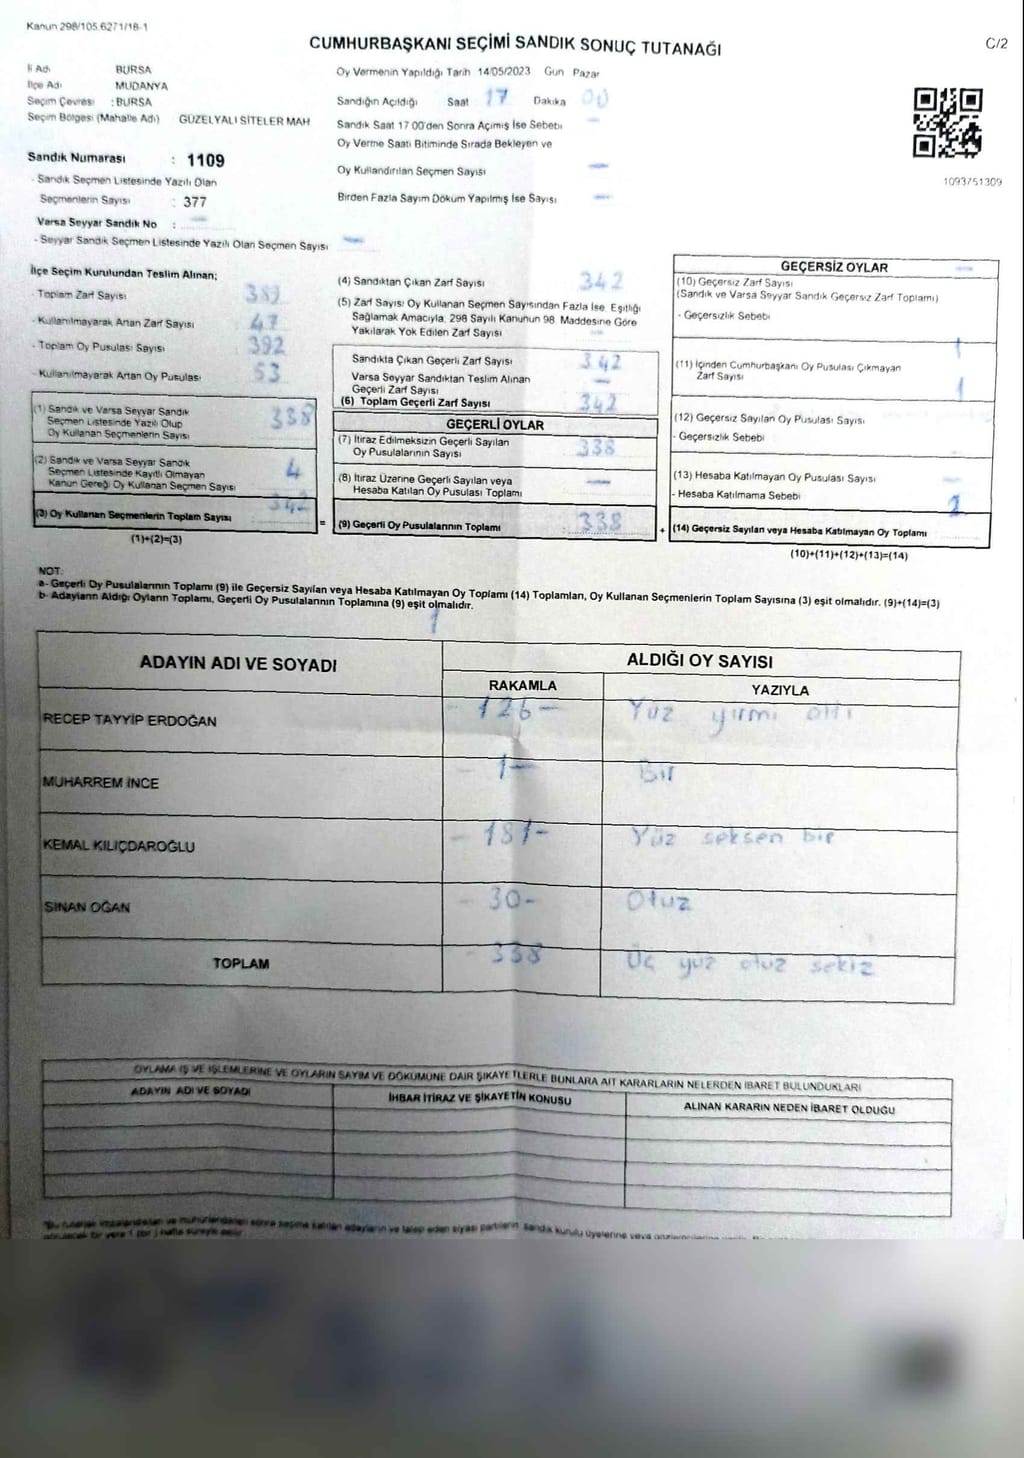 Kanun 298/105.6271/18-1
CUMHURBAŞKANI SEÇİMİ SANDIK SONUÇ TUTANAĞI
C/2
İl Adı BURSA
İlçe Adı MUDANYA
Seçim Çevresi : BURSA
Seçim Bölgesi (Mahalle Adı) GÜZELYALI SİTELER MAH
Oy Vermenin Yapıldığı Tarih 14/05/2023 Gün Pazar
Sandığın Açıldığı Saat 17 Dakika 00
Sandık Saat 17 00'den Sonra Açımış İse Sebebi
Oy Verme Saati Bitiminde Sırada Bekleyen ve
Oy Kullandırılan Seçmen Sayısı
Birden Fazla Sayım Döküm Yapılmış İse Sayısı
1093751309
Sandık Numarası : 1109
- Sandık Seçmen Listesinde Yazılı Olan
Seçmenlerin Sayısı : 377
Varsa Seyyar Sandık No :
- Seyyar Sandık Seçmen Listesinde Yazılı Olan Seçmen Sayısı
İlçe Seçim Kurulundan Teslim Alınan;
- Toplam Zarf Sayısı 389
- Kullanılmayarak Artan Zarf Sayısı 47
- Toplam Oy Pusulası Sayısı 392
- Kullanılmayarak Artan Oy Pusulası 53
(1) Sandık ve Varsa Seyyar Sandık
Seçmen Listesinde Yazılı Olup
Oy Kullanan Seçmenlerin Sayısı 338
(2) Sandık ve Varsa Seyyar Sandık
Seçmen Listesinde Kayıtlı Olmayan
Kanun Gereği Oy Kullanan Seçmen Sayısı 4
(3) Oy Kullanan Seçmenlerin Toplam Sayısı 342
(1)+(2)=(3)
=
(4) Sandıktan Çıkan Zarf Sayısı 342
(5) Zarf Sayısı Oy Kullanan Seçmen Sayısından Fazla İse, Eşitliği
Sağlamak Amacıyla, 298 Sayılı Kanunun 98. Maddesine Göre
Yakılarak Yok Edilen Zarf Sayısı
Sandıkta Çıkan Geçerli Zarf Sayısı 342
Varsa Seyyar Sandıktan Teslim Alınan
Geçerli Zarf Sayısı
(6) Toplam Geçerli Zarf Sayısı 342
GEÇERLİ OYLAR
(7) İtiraz Edilmeksizin Geçerli Sayılan
Oy Pusulalarının Sayısı 338
(8) İtiraz Üzerine Geçerli Sayılan veya
Hesaba Katılan Oy Pusulası Toplamı
(9) Geçerli Oy Pusulalarının Toplamı 338
+
GEÇERSİZ OYLAR
(10) Geçersiz Zarf Sayısı
(Sandık ve Varsa Seyyar Sandık Geçersiz Zarf Toplamı)
- Geçersizlik Sebebi
1
(11) İçinden Cumhurbaşkanı Oy Pusulası Çıkmayan
Zarf Sayısı 1
(12) Geçersiz Sayılan Oy Pusulası Sayısı
- Geçersizlik Sebebi
(13) Hesaba Katılmayan Oy Pusulası Sayısı
- Hesaba Katılmama Sebebi
(14) Geçersiz Sayılan veya Hesaba Katılmayan Oy Toplamı
(10)+(11)+(12)+(13)=(14)
NOT:
a- Geçerli Oy Pusulalarının Toplamı (9) ile Geçersiz Sayılan veya Hesaba Katılmayan Oy Toplamı (14) Toplamları, Oy Kullanan Seçmenlerin Toplam Sayısına (3) eşit olmalıdır. (9)+(14)=(3)
b- Adayların Aldığı Oyların Toplamı, Geçerli Oy Pusulalarının Toplamına (9) eşit olmalıdır.
1
ADAYIN ADI VE SOYADI ALDIĞI OY SAYISI
RAKAMLA YAZIYLA
RECEP TAYYİP ERDOĞAN - 126 - Yüz yirmi altı
MUHARREM İNCE - 1 - Bir
KEMAL KILIÇDAROĞLU - 181 - Yüz seksen bir
SİNAN OĞAN - 30 - Otuz
TOPLAM - 338 Üç yüz otuz sekiz
OYLAMA İŞ VE İŞLEMLERİNE VE OYLARIN SAYIM VE DÖKÜMÜNE DAİR ŞİKAYETLERLE BUNLARA AİT KARARLARIN NELERDEN İBARET BULUNDUKLARI
ADAYIN ADI VE SOYADI İHBAR İTİRAZ VE ŞİKAYETİN KONUSU ALINAN KARARIN NEDEN İBARET OLDUĞU